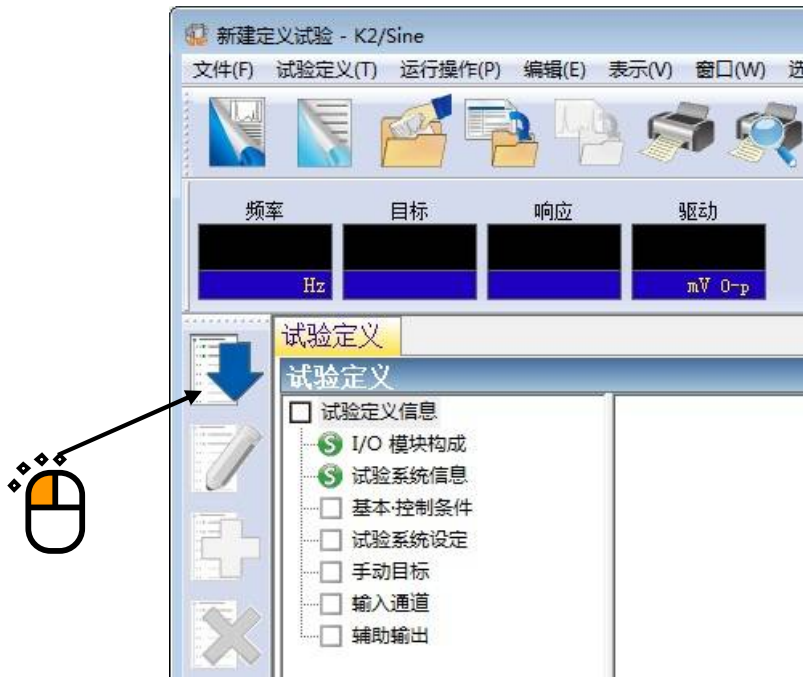 新建定义试验 - K2/Sine
文件(F) 试验定义(T) 运行操作(P) 编辑(E) 表示(V) 窗口(W) 选
频率 目标 响应 驱动
Hz mV 0-p
试验定义
试验定义
试验定义信息
S I/O 模块构成
S 试验系统信息
基本·控制条件
试验系统设定
手动目标
输入通道
辅助输出